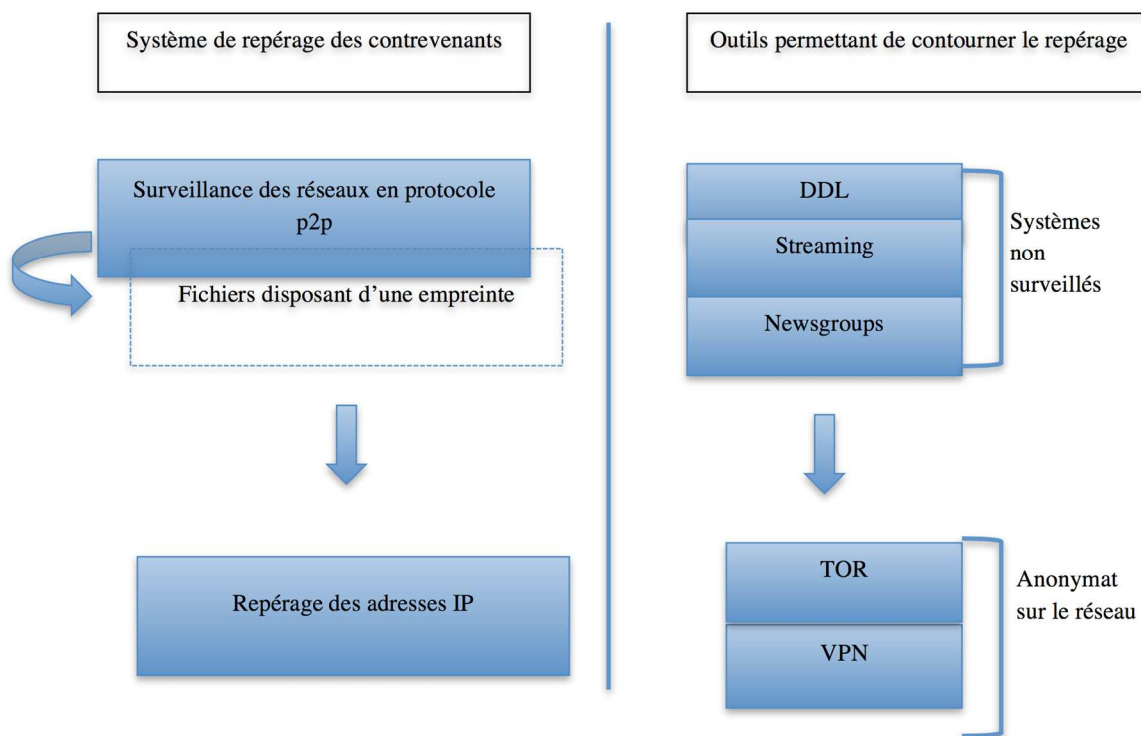 Système de repérage des contrevenants
Surveillance des réseaux en protocole
p2p
Fichiers disposant d’une empreinte
Repérage des adresses IP
Outils permettant de contourner le repérage
DDL
Streaming
Newsgroups
Systèmes
non
surveillés
TOR
VPN
Anonymat
sur le réseau